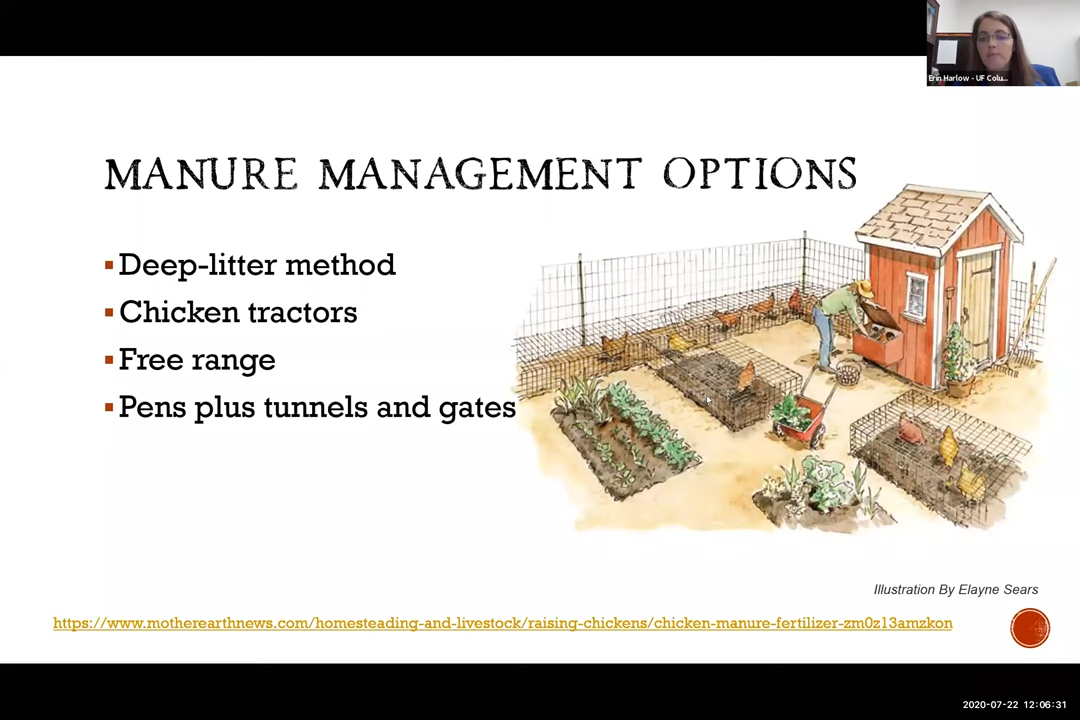 Erin Harlow - UF Colu...
MANURE MANAGEMENT OPTIONS
▪Deep-litter method
▪Chicken tractors
▪Free range
▪Pens plus tunnels and gates
Illustration By Elayne Sears
https://www.motherearthnews.com/homesteading-and-livestock/raising-chickens/chicken-manure-fertilizer-zm0z13amzkon
2020-07-22 12:06:31